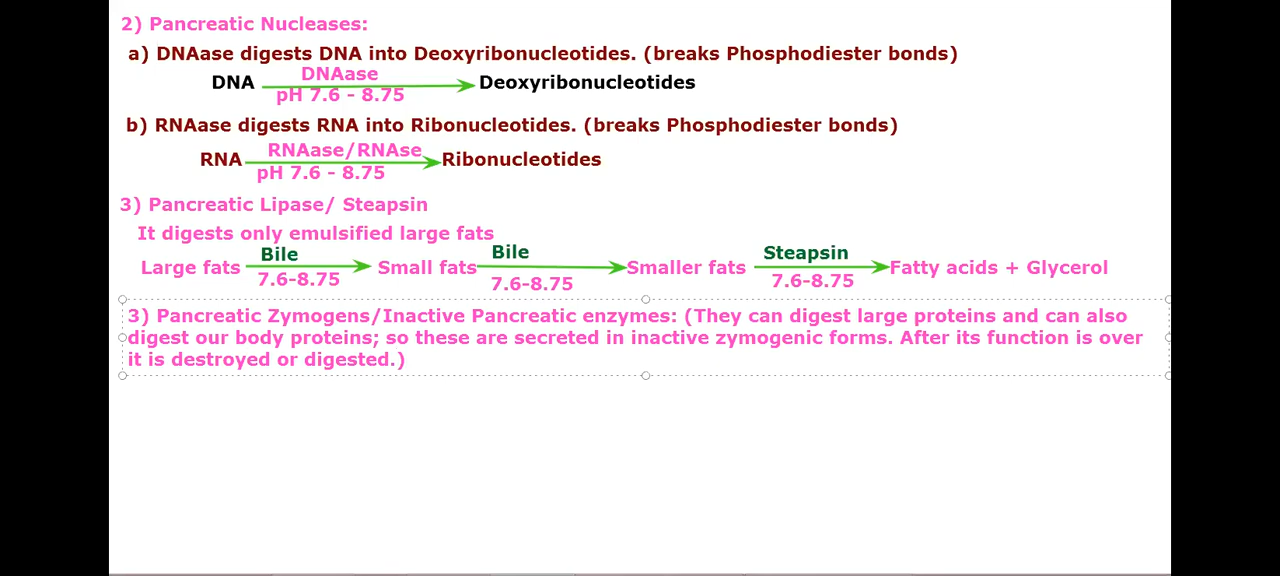 2) Pancreatic Nucleases:
a) DNAase digests DNA into Deoxyribonucleotides. (breaks Phosphodiester bonds)
DNAase
DNA Deoxyribonucleotides
pH 7.6 - 8.75
b) RNAase digests RNA into Ribonucleotides. (breaks Phosphodiester bonds)
RNAase/RNAse
RNA Ribonucleotides
pH 7.6 - 8.75
3) Pancreatic Lipase/ Steapsin
It digests only emulsified large fats
Bile Bile Steapsin
Large fats Small fats Smaller fats Fatty acids + Glycerol
7.6-8.75 7.6-8.75 7.6-8.75
3) Pancreatic Zymogens/Inactive Pancreatic enzymes: (They can digest large proteins and can also
digest our body proteins; so these are secreted in inactive zymogenic forms. After its function is over
it is destroyed or digested.)